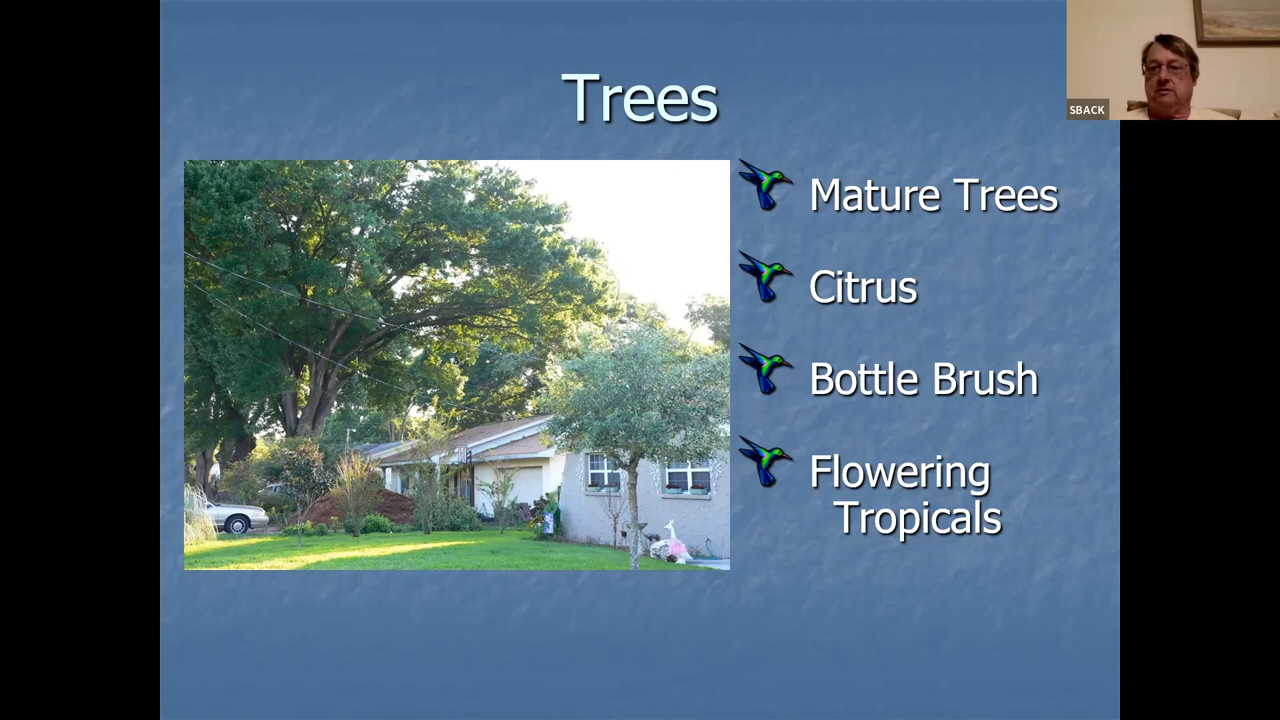 Trees
SBACK
Mature Trees
Citrus
Bottle Brush
Flowering
Tropicals